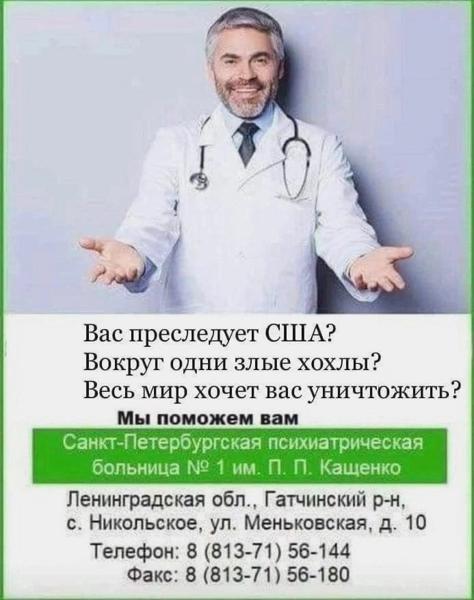 Вас преследует США?
Вокруг одни злые хохлы?
Весь мир хочет вас уничтожить?
Мы поможем вам
Санкт-Петербургская психиатрическая
больница № 1 им. П. П. Кащенко
Ленинградская обл., Гатчинский р-н,
с. Никольское, ул. Меньковская, д. 10
Телефон: 8 (813-71) 56-144
Факс: 8 (813-71) 56-180